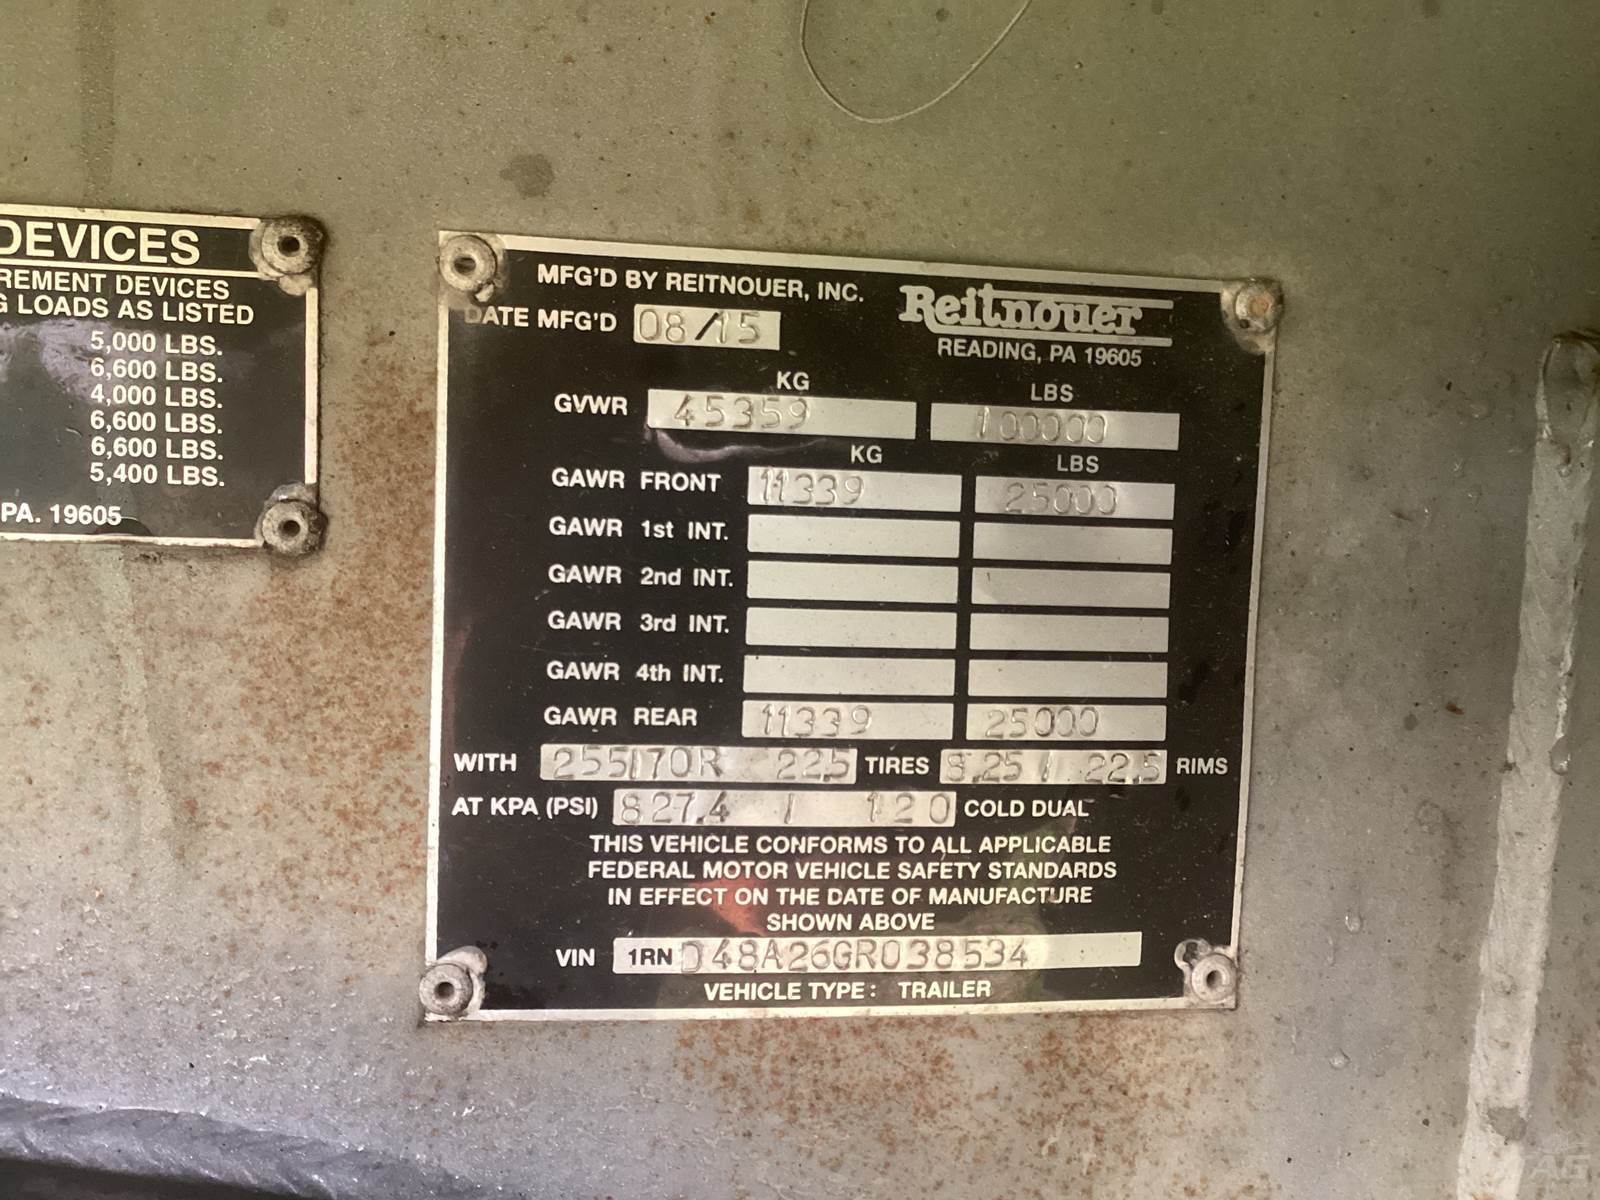 DEVICES
REMENT DEVICES
G LOADS AS LISTED
5,000 LBS.
6,600 LBS.
4,000 LBS.
6,600 LBS.
6,600 LBS.
5,400 LBS.
PA. 19605
MFG'D BY REITNOUER, INC.
Reitnouer
DATE MFG'D 08/15
READING, PA 19605
KG LBS
GVWR 45359 100000
KG LBS
GAWR FRONT 11339 25000
GAWR 1st INT.
GAWR 2nd INT.
GAWR 3rd INT.
GAWR 4th INT.
GAWR REAR 11339 25000
WITH 255/70R 22.5 TIRES 8.25 / 22.5 RIMS
AT KPA (PSI) 827.4 / 120 COLD DUAL
THIS VEHICLE CONFORMS TO ALL APPLICABLE
FEDERAL MOTOR VEHICLE SAFETY STANDARDS
IN EFFECT ON THE DATE OF MANUFACTURE
SHOWN ABOVE
VIN 1RND48A26GR038534
VEHICLE TYPE: TRAILER